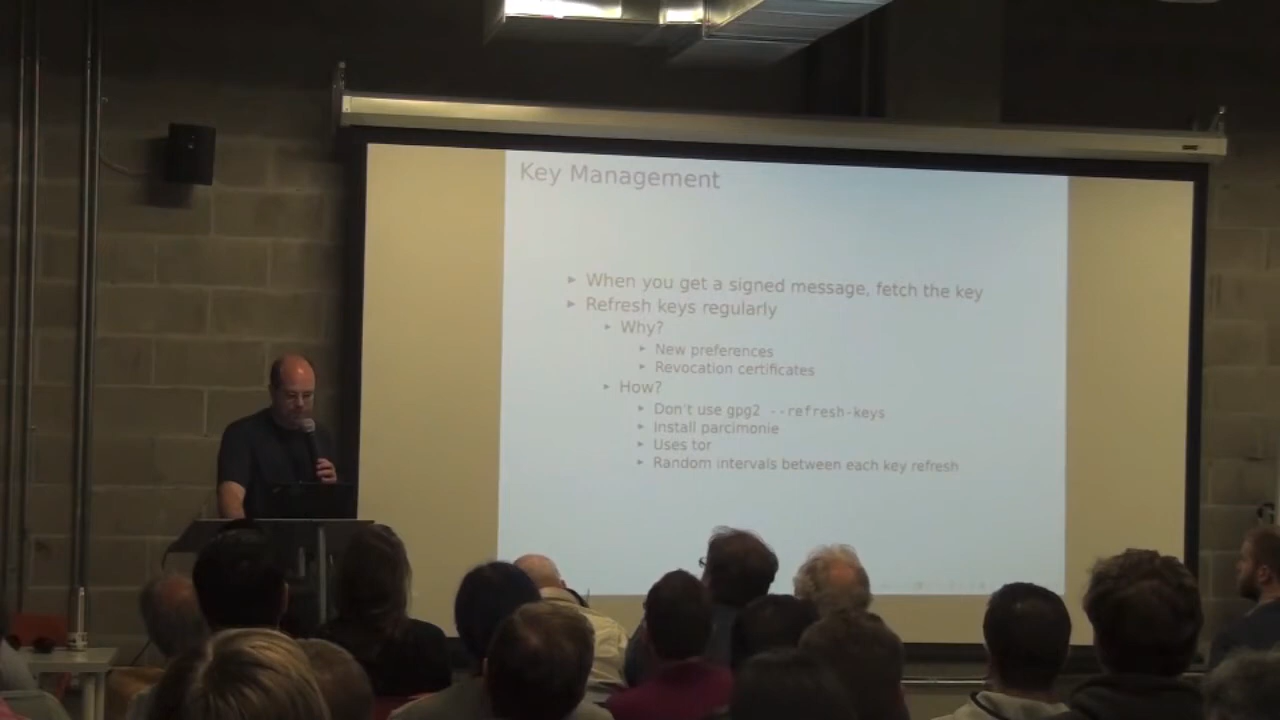 Key Management
When you get a signed message, fetch the key
Refresh keys regularly
Why?
New preferences
Revocation certificates
How?
Don't use gpg2 --refresh-keys
Install parcimonie
Uses tor
Random intervals between each key refresh